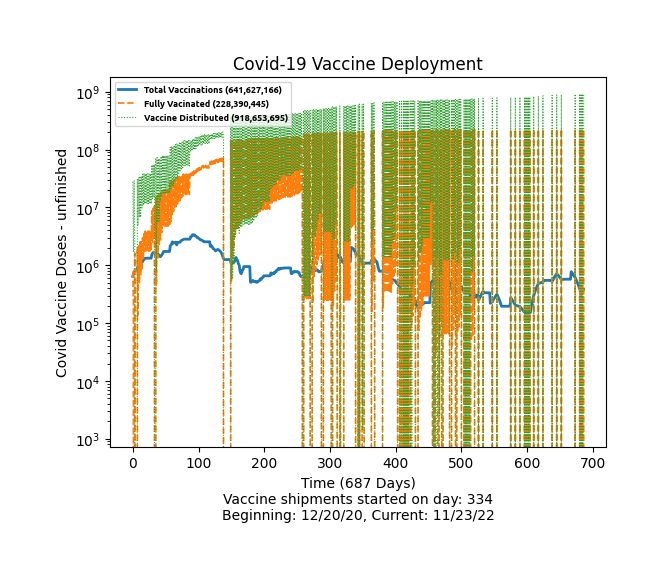 Covid-19 Vaccine Deployment
Total Vaccinations (641,627,166)
Fully Vacinated (228,390,445)
Vaccine Distributed (918,653,695)
Covid Vaccine Doses - unfinished
10⁹
10⁸
10⁷
10⁶
10⁵
10⁴
10³
0 100 200 300 400 500 600 700
Time (687 Days)
Vaccine shipments started on day: 334
Beginning: 12/20/20, Current: 11/23/22